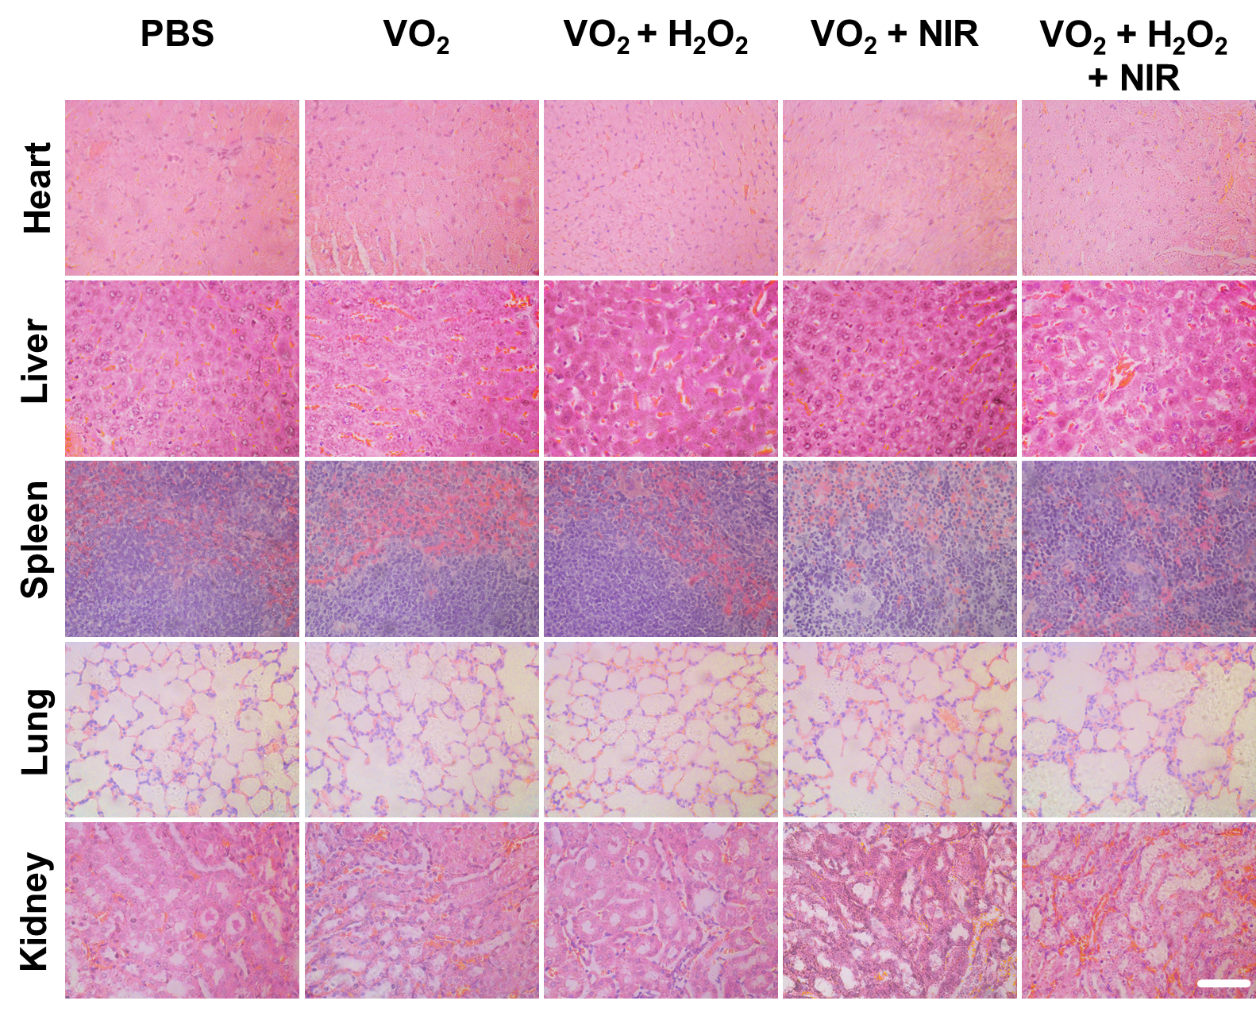 PBS
VO₂
VO₂ + H₂O₂
VO₂ + NIR
VO₂ + H₂O₂
+ NIR
Heart
Liver
Spleen
Lung
Kidney